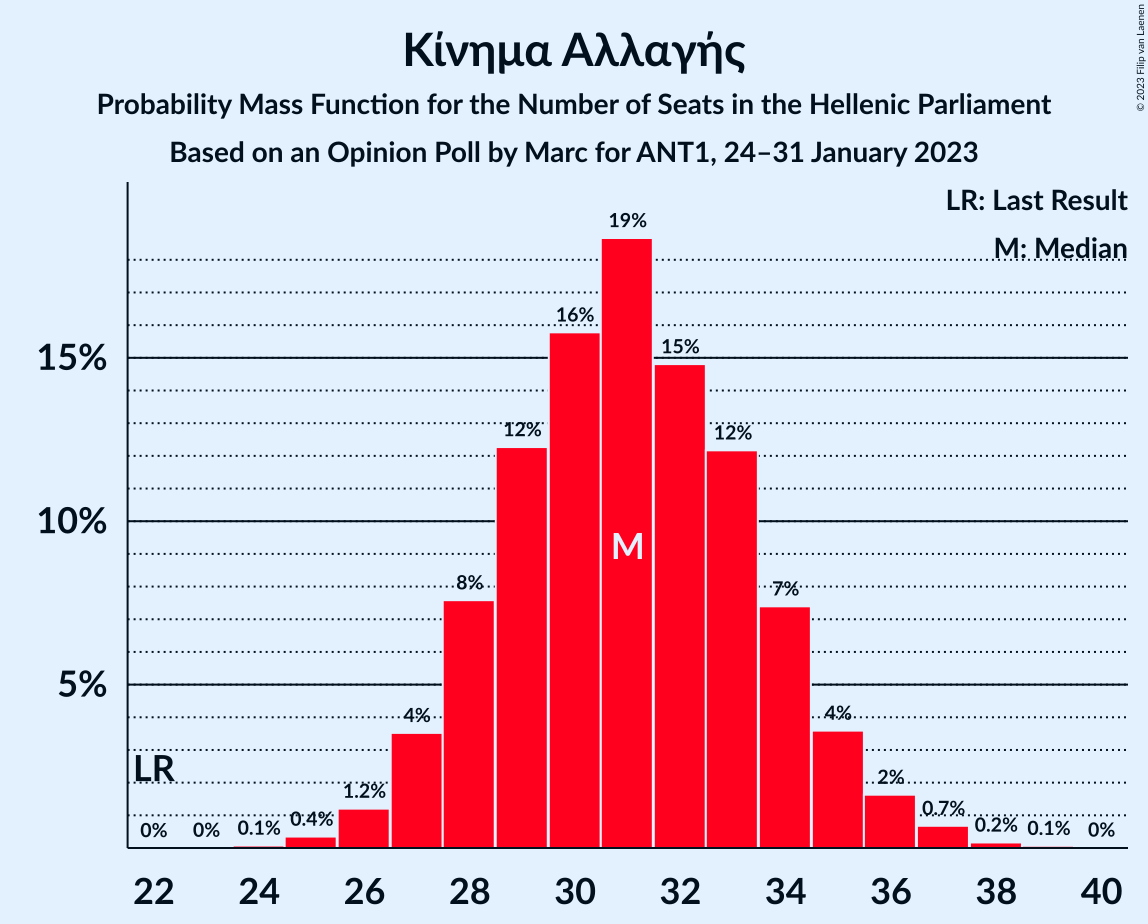 Κίνημα Αλλαγής
Probability Mass Function for the Number of Seats in the Hellenic Parliament
Based on an Opinion Poll by Marc for ANT1, 24–31 January 2023
© 2023 Filip van Laenen
LR: Last Result
M: Median
19%
16%
15%
15%
12%
12%
10%
M
8%
7%
5%
4%
4%
LR
1.2%
2%
0%
0%
0.1%
0.4%
0.7%
0.2%
0.1%
0%
22 24 26 28 30 32 34 36 38 40